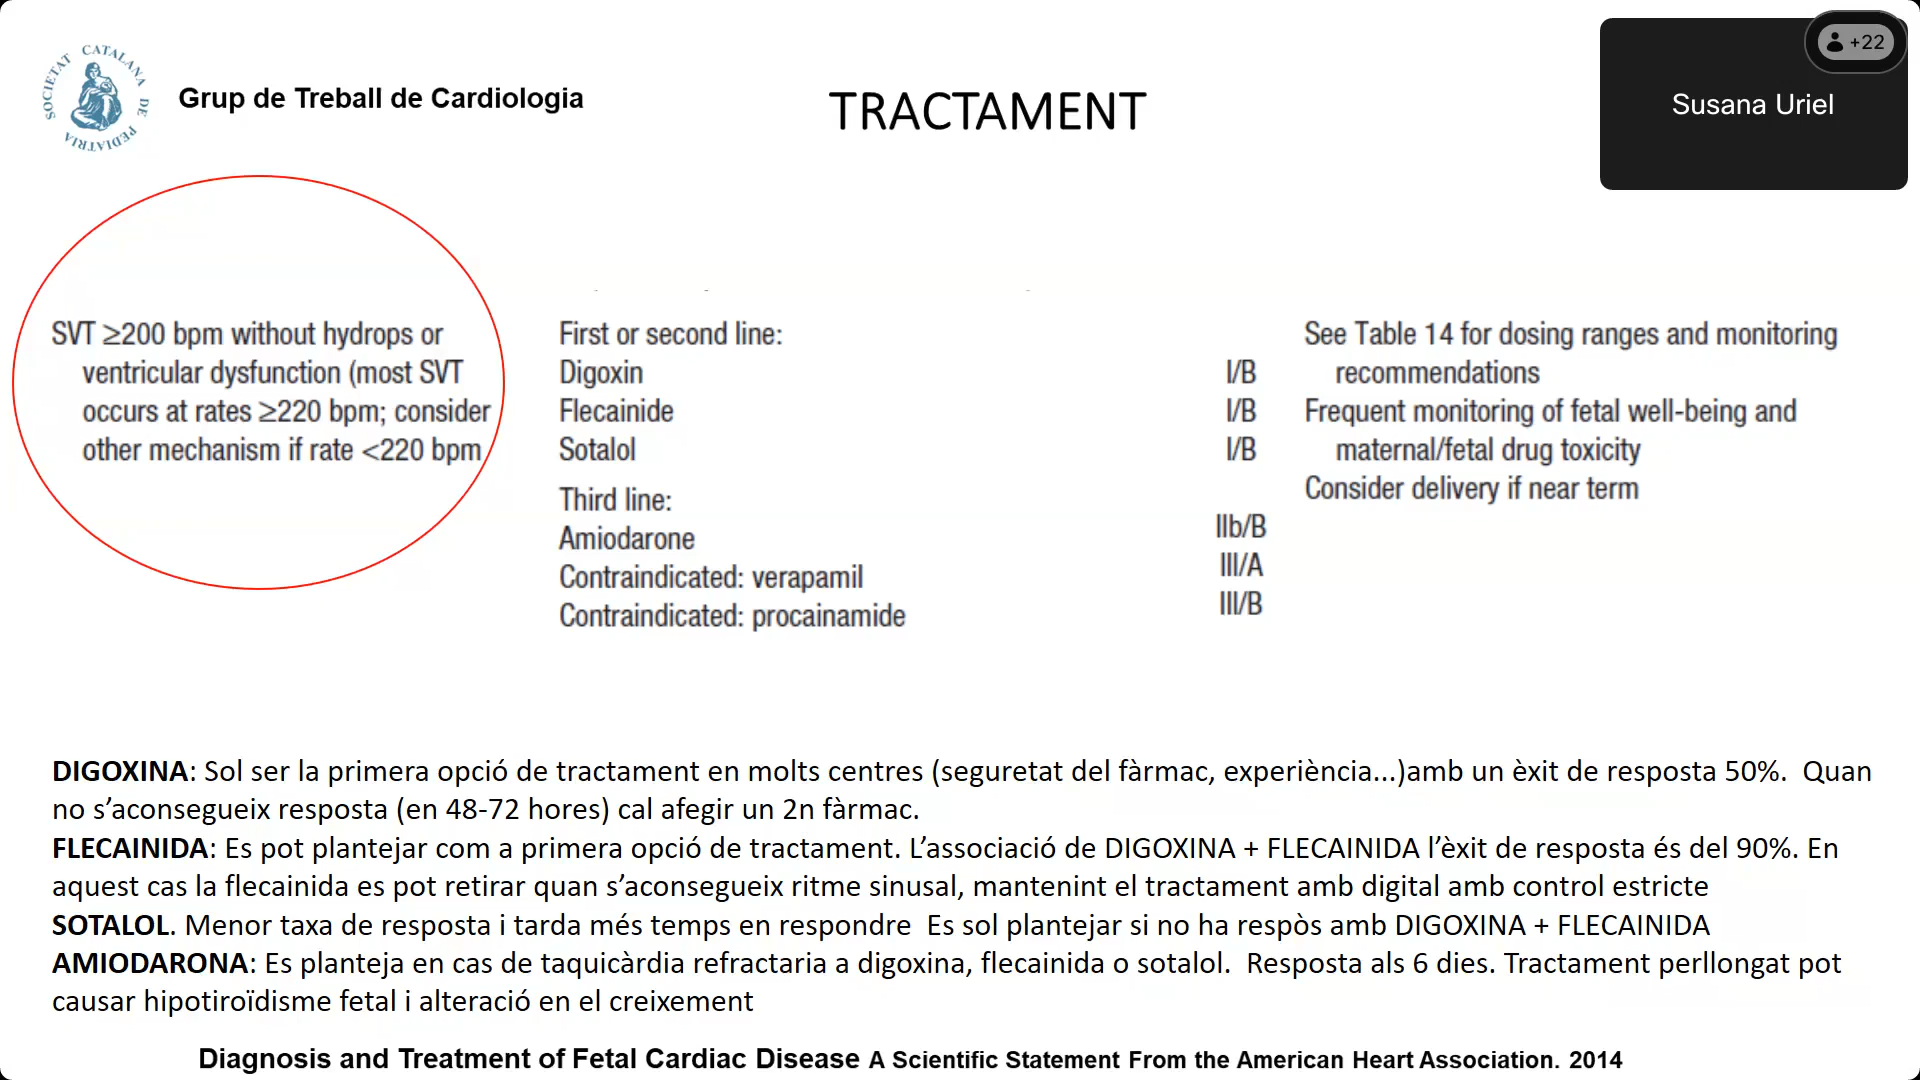 SOCIETAT CATALANA DE PEDIATRIA
Grup de Treball de Cardiologia
TRACTAMENT
+22
Susana Uriel
SVT ≥200 bpm without hydrops or
ventricular dysfunction (most SVT
occurs at rates ≥220 bpm; consider
other mechanism if rate <220 bpm
First or second line:
Digoxin I/B
Flecainide I/B
Sotalol I/B
Third line:
Amiodarone IIb/B
Contraindicated: verapamil III/A
Contraindicated: procainamide III/B
See Table 14 for dosing ranges and monitoring
recommendations
Frequent monitoring of fetal well-being and
maternal/fetal drug toxicity
Consider delivery if near term
DIGOXINA: Sol ser la primera opció de tractament en molts centres (seguretat del fàrmac, experiència...)amb un èxit de resposta 50%. Quan
no s’aconsegueix resposta (en 48-72 hores) cal afegir un 2n fàrmac.
FLECAINIDA: Es pot plantejar com a primera opció de tractament. L’associació de DIGOXINA + FLECAINIDA l’èxit de resposta és del 90%. En
aquest cas la flecainida es pot retirar quan s’aconsegueix ritme sinusal, mantenint el tractament amb digital amb control estricte
SOTALOL. Menor taxa de resposta i tarda més temps en respondre Es sol plantejar si no ha respòs amb DIGOXINA + FLECAINIDA
AMIODARONA: Es planteja en cas de taquicàrdia refractaria a digoxina, flecainida o sotalol. Resposta als 6 dies. Tractament perllongat pot
causar hipotiroïdisme fetal i alteració en el creixement
Diagnosis and Treatment of Fetal Cardiac Disease A Scientific Statement From the American Heart Association. 2014